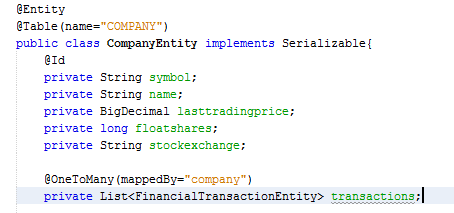 @Entity
@Table(name="COMPANY")
public class CompanyEntity implements Serializable{
@Id
private String symbol;
private String name;
private BigDecimal lasttradingprice;
private long floatshares;
private String stockexchange;
@OneToMany(mappedBy="company")
private List<FinancialTransactionEntity> transactions;